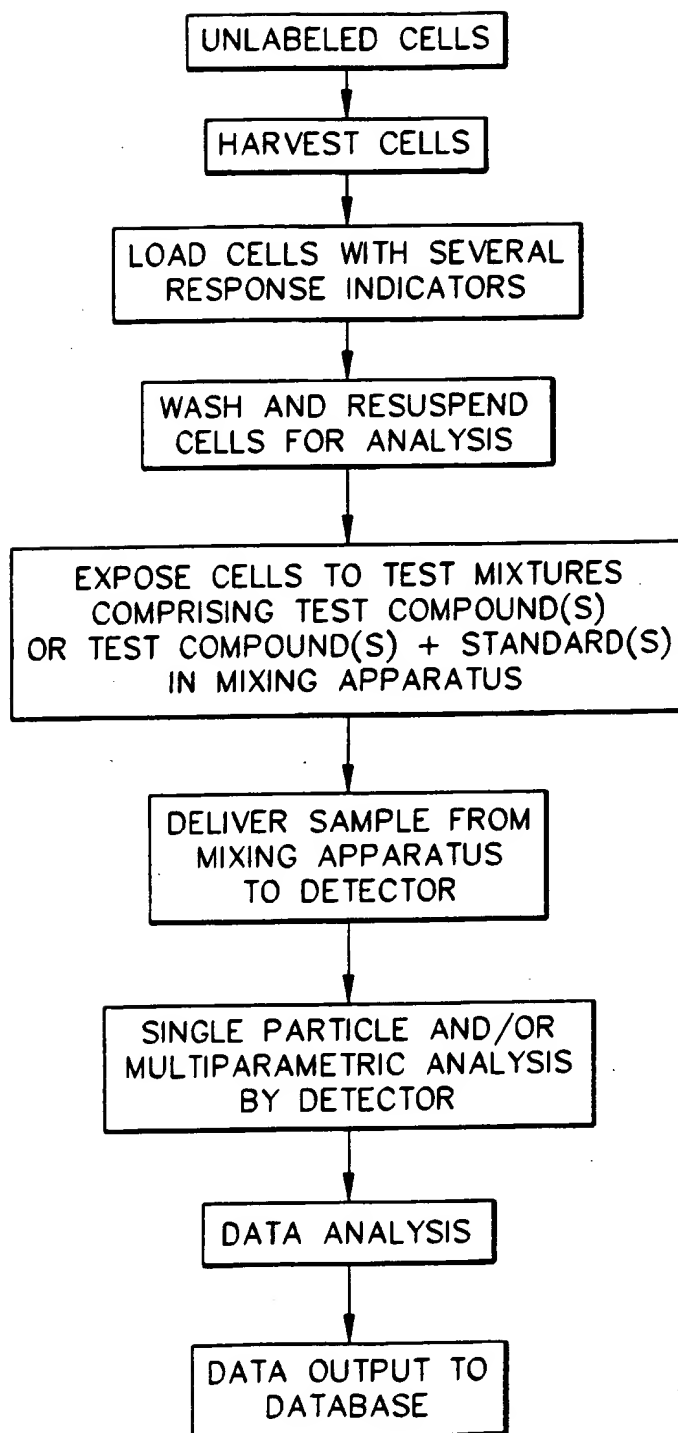 UNLABELED CELLS
HARVEST CELLS
LOAD CELLS WITH SEVERAL
RESPONSE INDICATORS
WASH AND RESUSPEND
CELLS FOR ANALYSIS
EXPOSE CELLS TO TEST MIXTURES
COMPRISING TEST COMPOUND(S)
OR TEST COMPOUND(S) + STANDARD(S)
IN MIXING APPARATUS
DELIVER SAMPLE FROM
MIXING APPARATUS
TO DETECTOR
SINGLE PARTICLE AND/OR
MULTIPARAMETRIC ANALYSIS
BY DETECTOR
DATA ANALYSIS
DATA OUTPUT TO
DATABASE